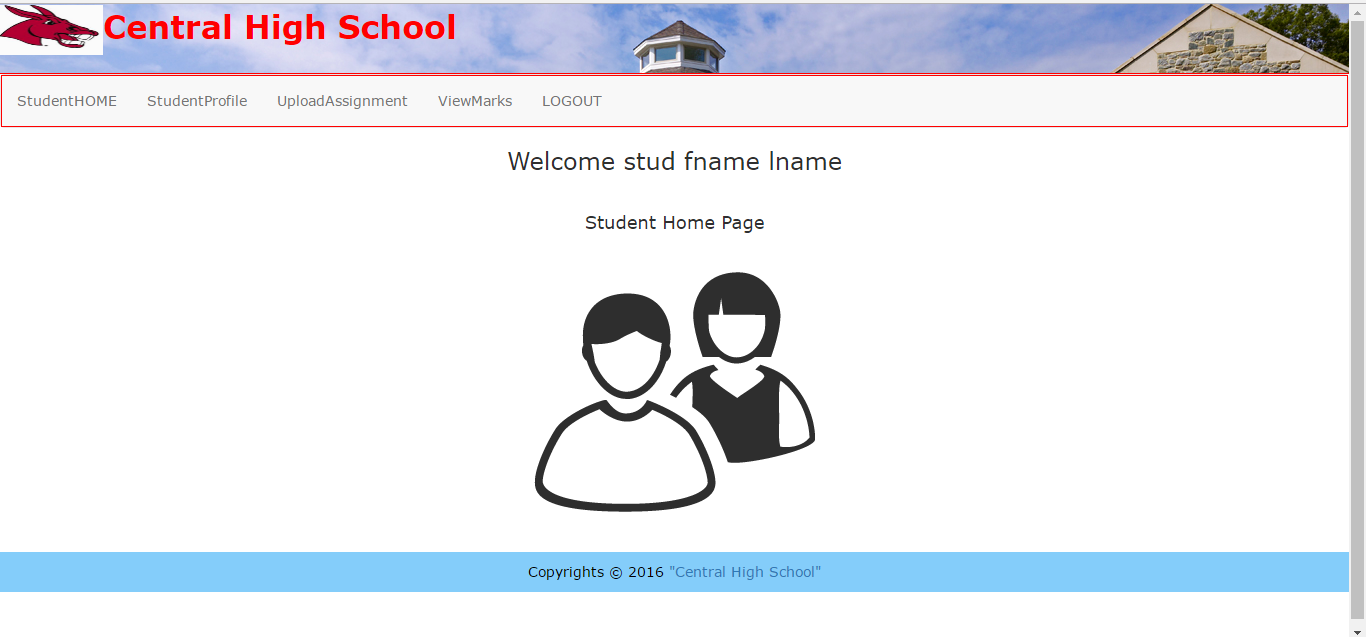 Central High School
StudentHOME StudentProfile UploadAssignment ViewMarks LOGOUT
Welcome stud fname lname
Student Home Page
Copyrights © 2016 "Central High School"